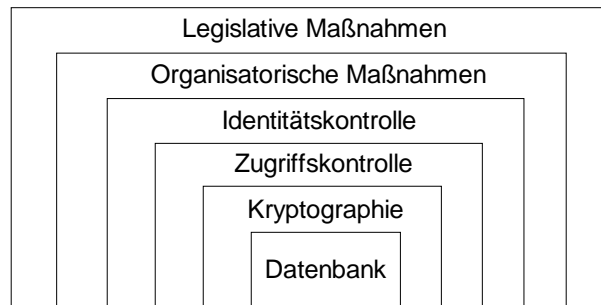 Legislative Maßnahmen
Organisatorische Maßnahmen
Identitätskontrolle
Zugriffskontrolle
Kryptographie
Datenbank